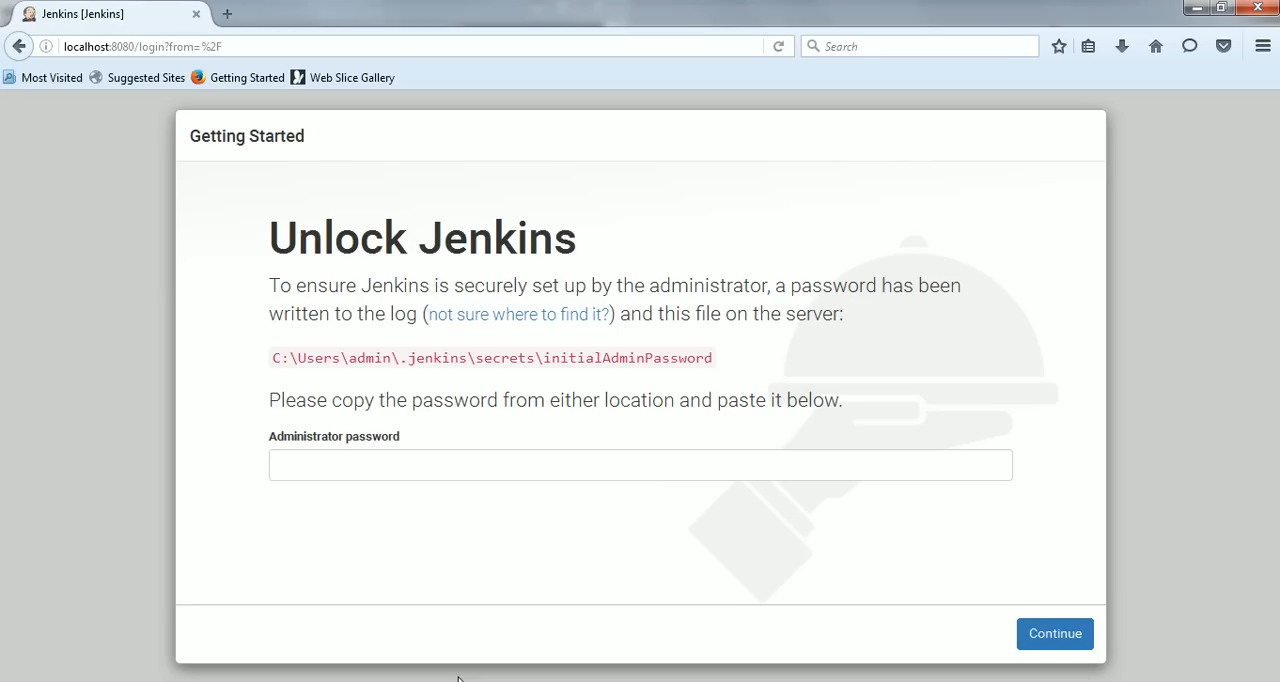 Jenkins [Jenkins]
localhost:8080/login?from=%2F
Search
Most Visited
Suggested Sites
Getting Started
Web Slice Gallery
Getting Started
Unlock Jenkins
To ensure Jenkins is securely set up by the administrator, a password has been
written to the log (not sure where to find it?) and this file on the server:
C:\Users\admin\.jenkins\secrets\initialAdminPassword
Please copy the password from either location and paste it below.
Administrator password
Continue